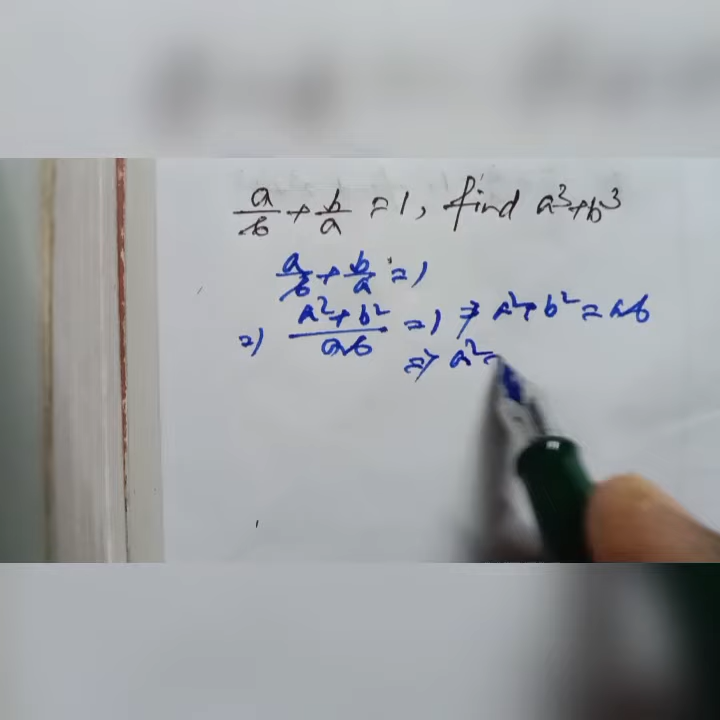 a/b + b/a = 1, find a³+b³
a/b + b/a = 1
=) a²+b²/ab = 1 => a²+b² = ab
=> a²-